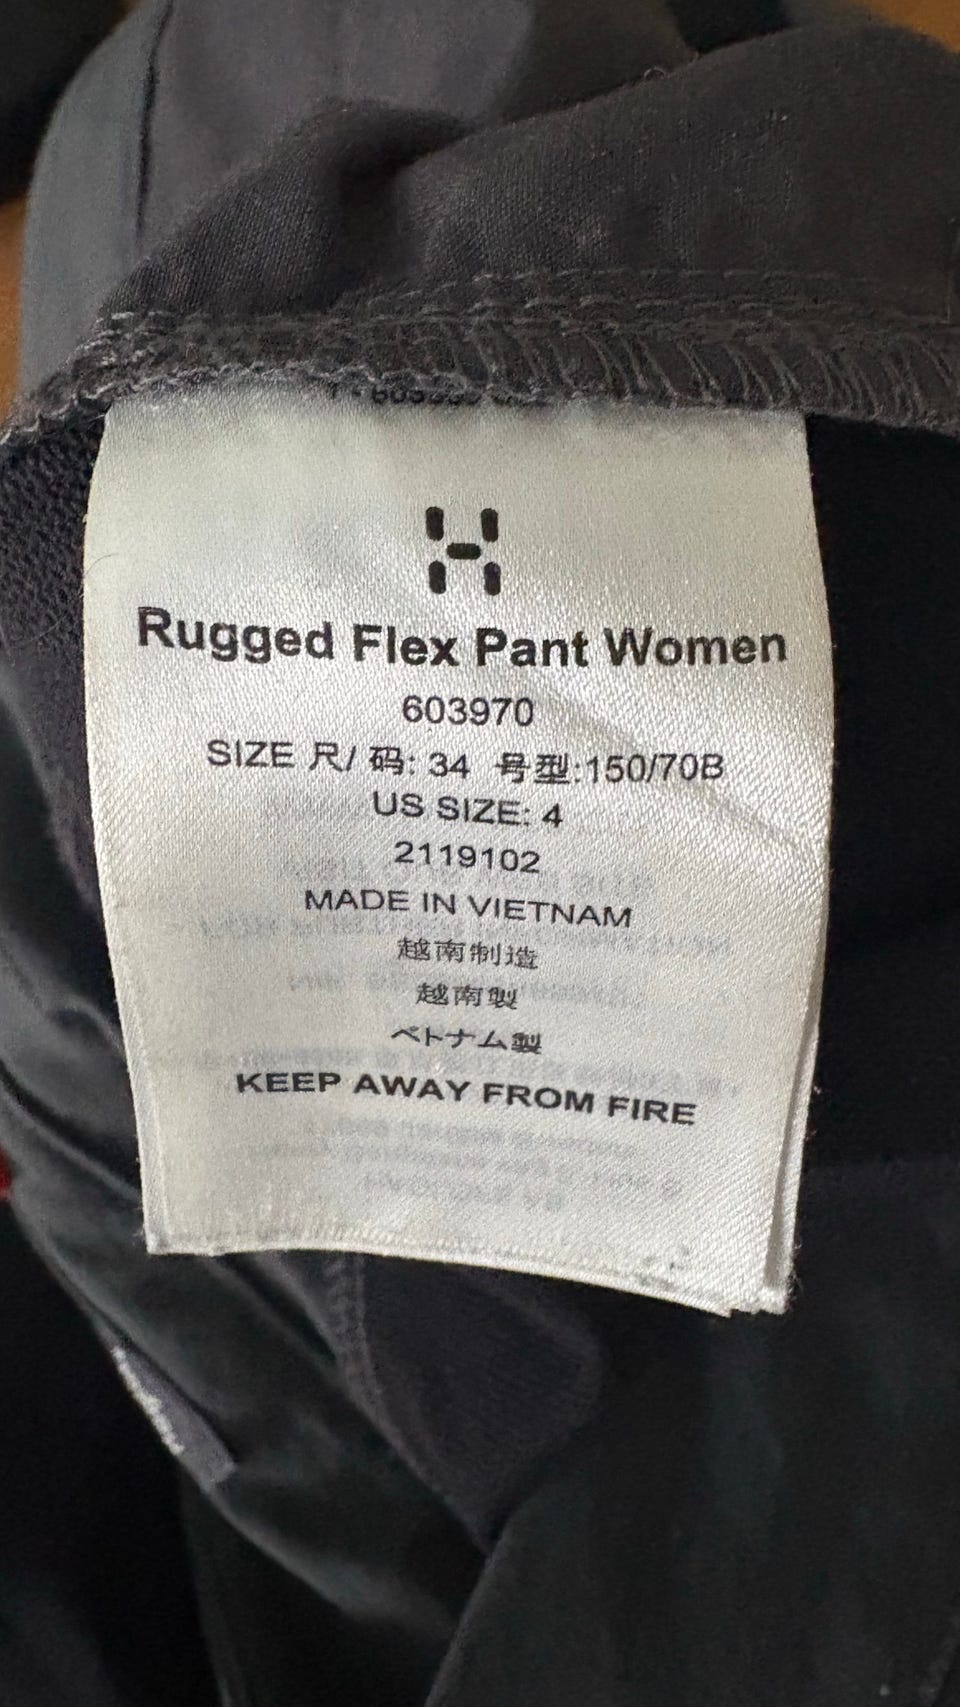 Rugged Flex Pant Women
603970
SIZE 尺/ 码: 34 号型:150/70B
US SIZE: 4
2119102
MADE IN VIETNAM
越南制造
越南製
ベトナム製
KEEP AWAY FROM FIRE